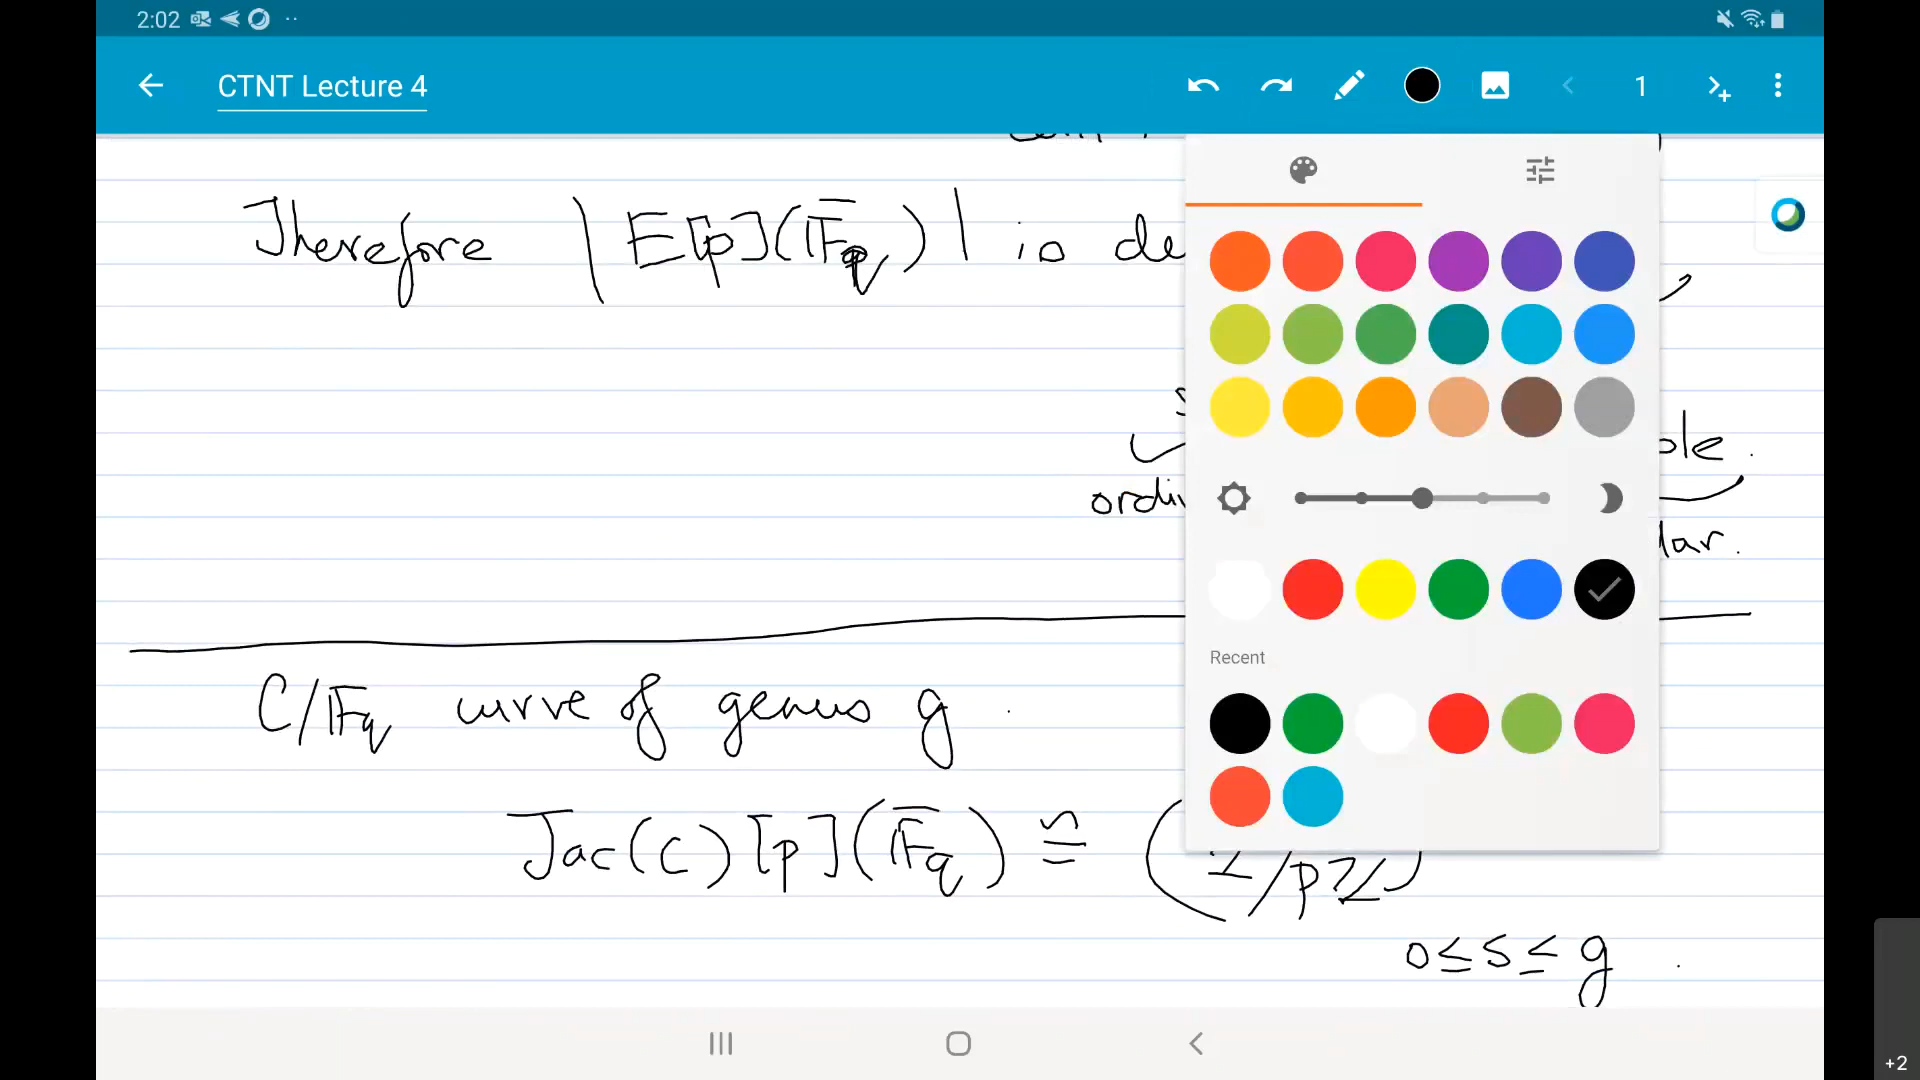 2:02
CTNT Lecture 4
1
Therefore |E[p](F̅q)| is de
ole.
ordi
lar.
Recent
C/Fq curve of genus g.
Jac(C)[p](F̅q) ≅ (Z/pZ)
0≤s≤g.
+2